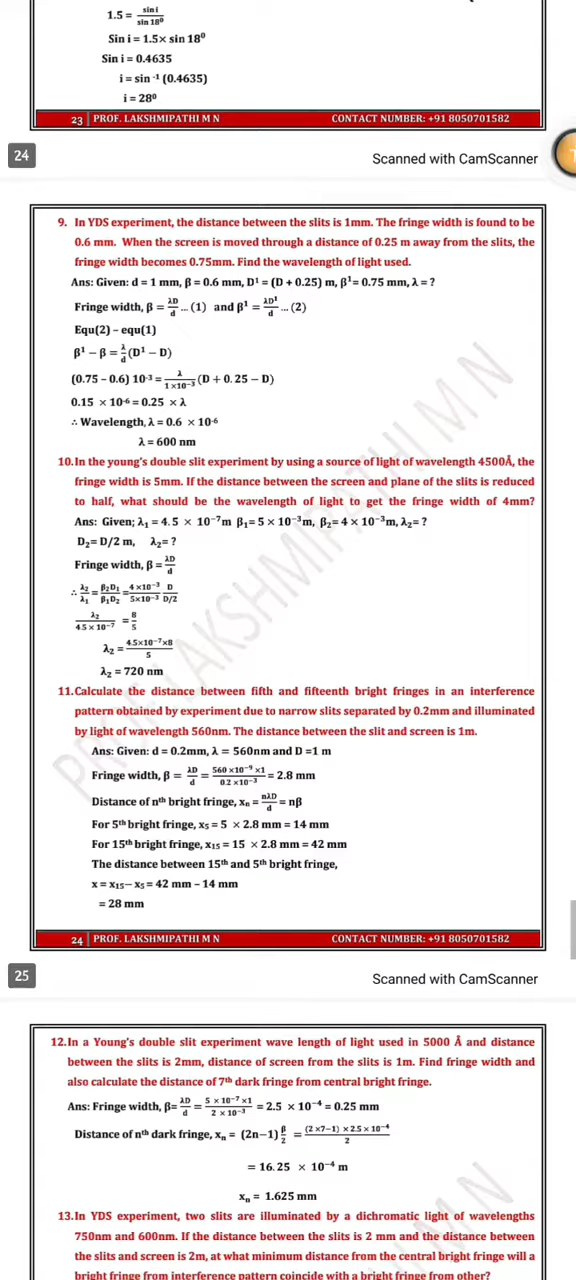 1.5 = sin i / sin 18⁰
Sin i = 1.5× sin 18⁰
Sin i = 0.4635
i = sin ⁻¹ (0.4635)
i = 28⁰
23 | PROF. LAKSHMIPATHI M N CONTACT NUMBER: +91 8050701582
24
Scanned with CamScanner
9. In YDS experiment, the distance between the slits is 1mm. The fringe width is found to be
0.6 mm. When the screen is moved through a distance of 0.25 m away from the slits, the
fringe width becomes 0.75mm. Find the wavelength of light used.
Ans: Given: d = 1 mm, β = 0.6 mm, D¹ = (D + 0.25) m, β¹= 0.75 mm, λ = ?
Fringe width, β = λD/d ... (1) and β¹ = λD¹/d ... (2)
Equ(2) – equ(1)
β¹ – β = λ/d (D¹ – D)
(0.75 – 0.6) 10⁻³ = λ/1×10⁻³ (D + 0.25 – D)
0.15 × 10⁻⁶ = 0.25 × λ
∴ Wavelength, λ = 0.6 × 10⁻⁶
λ = 600 nm
10.In the young's double slit experiment by using a source of light of wavelength 4500Å, the
fringe width is 5mm. If the distance between the screen and plane of the slits is reduced
to half, what should be the wavelength of light to get the fringe width of 4mm?
Ans: Given; λ₁ = 4.5 × 10⁻⁷m β₁= 5 × 10⁻³m, β₂= 4 × 10⁻³m, λ₂= ?
D₂= D/2 m, λ₂= ?
Fringe width, β = λD/d
∴ λ₂/λ₁ = β₂D₁/β₁D₂ = 4×10⁻³/5×10⁻³ D/D/2
λ₂/4.5 × 10⁻⁷ = 8/5
λ₂ = 4.5×10⁻⁷×8/5
λ₂ = 720 nm
11.Calculate the distance between fifth and fifteenth bright fringes in an interference
pattern obtained by experiment due to narrow slits separated by 0.2mm and illuminated
by light of wavelength 560nm. The distance between the slit and screen is 1m.
Ans: Given: d = 0.2mm, λ = 560nm and D =1 m
Fringe width, β = λD/d = 560 ×10⁻⁹ ×1/0.2 ×10⁻³ = 2.8 mm
Distance of nᵗʰ bright fringe, xₙ = nλD/d = nβ
For 5ᵗʰ bright fringe, x₅ = 5 × 2.8 mm = 14 mm
For 15ᵗʰ bright fringe, x₁₅ = 15 × 2.8 mm = 42 mm
The distance between 15ᵗʰ and 5ᵗʰ bright fringe,
x = x₁₅– x₅ = 42 mm – 14 mm
= 28 mm
PROF LAKSHMIPATHI M N
24 | PROF. LAKSHMIPATHI M N CONTACT NUMBER: +91 8050701582
25
Scanned with CamScanner
12.In a Young's double slit experiment wave length of light used in 5000 Å and distance
between the slits is 2mm, distance of screen from the slits is 1m. Find fringe width and
also calculate the distance of 7ᵗʰ dark fringe from central bright fringe.
Ans: Fringe width, β= λD/d = 5 × 10⁻⁷ ×1/2 × 10⁻³ = 2.5 × 10⁻⁴ = 0.25 mm
Distance of nᵗʰ dark fringe, xₙ = (2n–1) β/2 = (2 ×7–1) × 2.5 × 10⁻⁴/2
= 16.25 × 10⁻⁴ m
xₙ = 1.625 mm
13.In YDS experiment, two slits are illuminated by a dichromatic light of wavelengths
750nm and 600nm. If the distance between the slits is 2 mm and the distance between
the slits and screen is 2m, at what minimum distance from the central bright fringe will a
bright fringe from interference pattern coincide with a bright fringe from other?